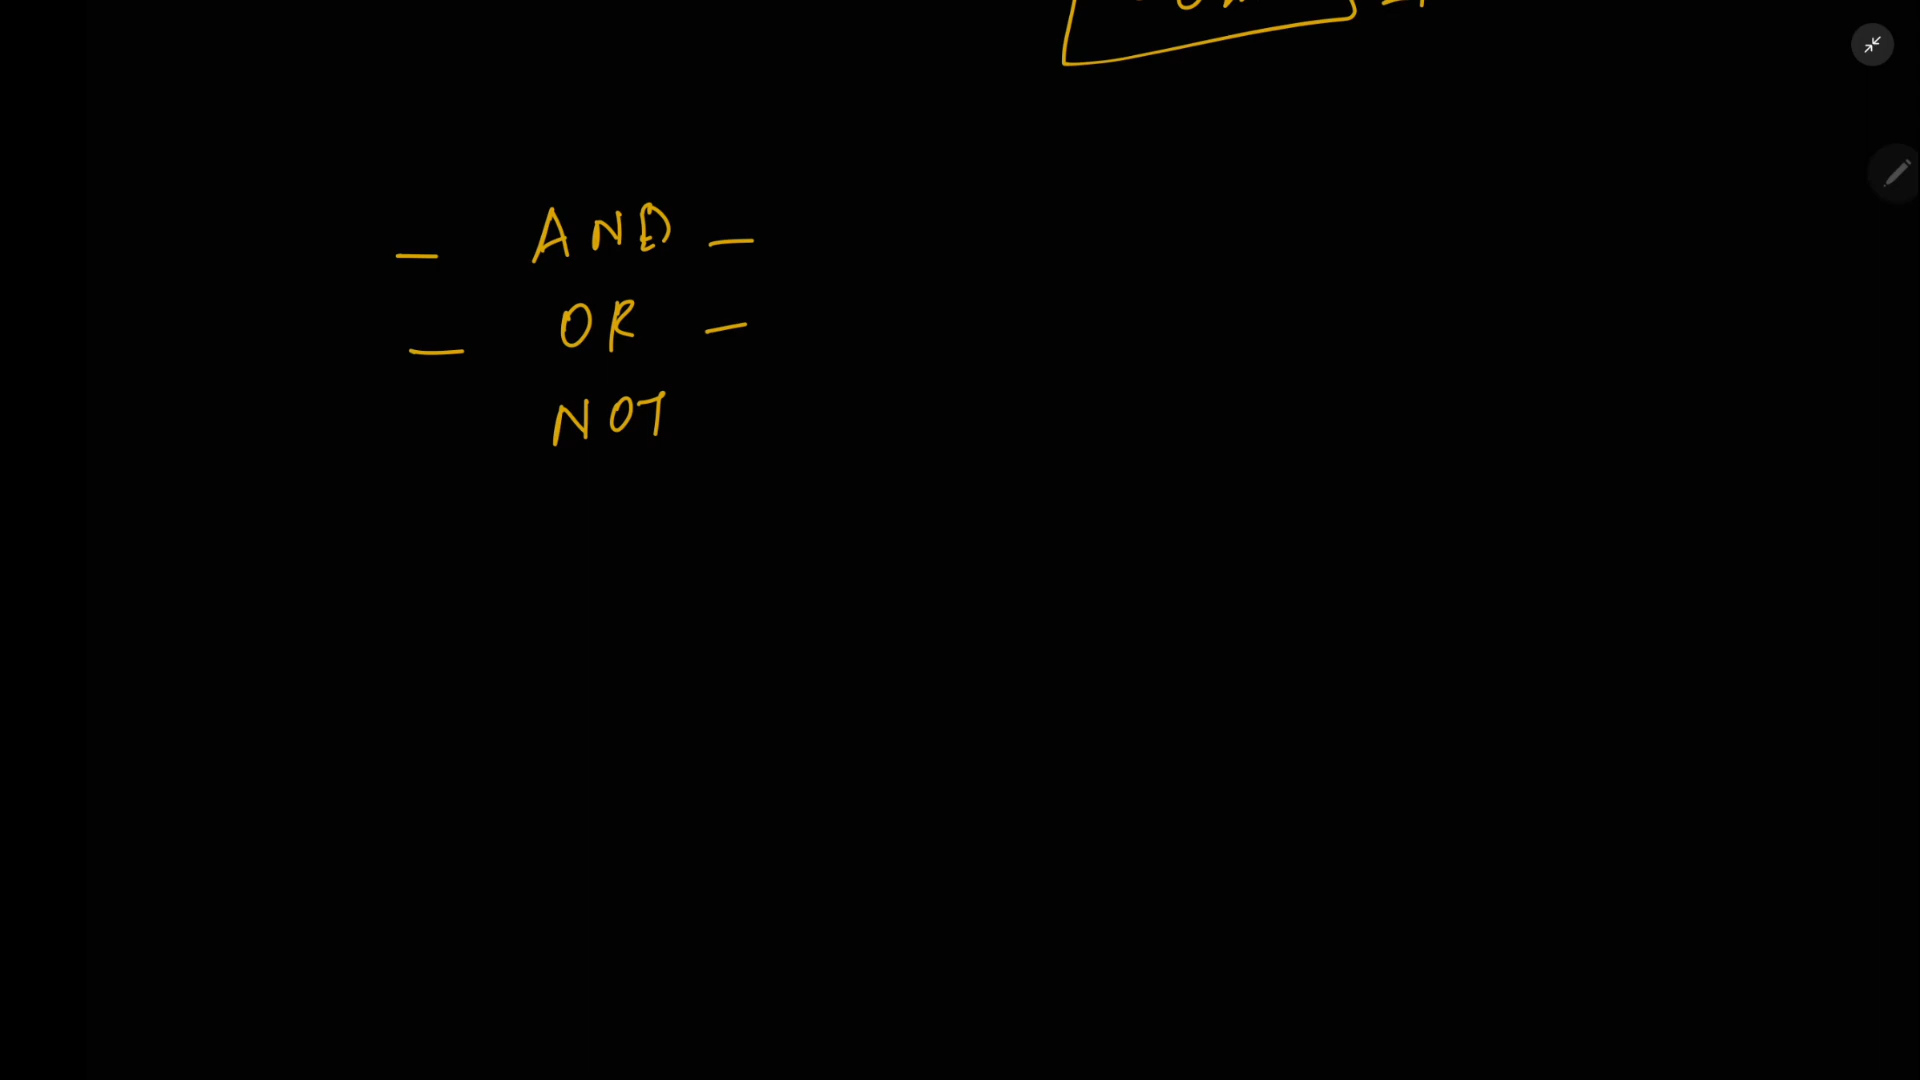 — AND —
— OR —
NOT